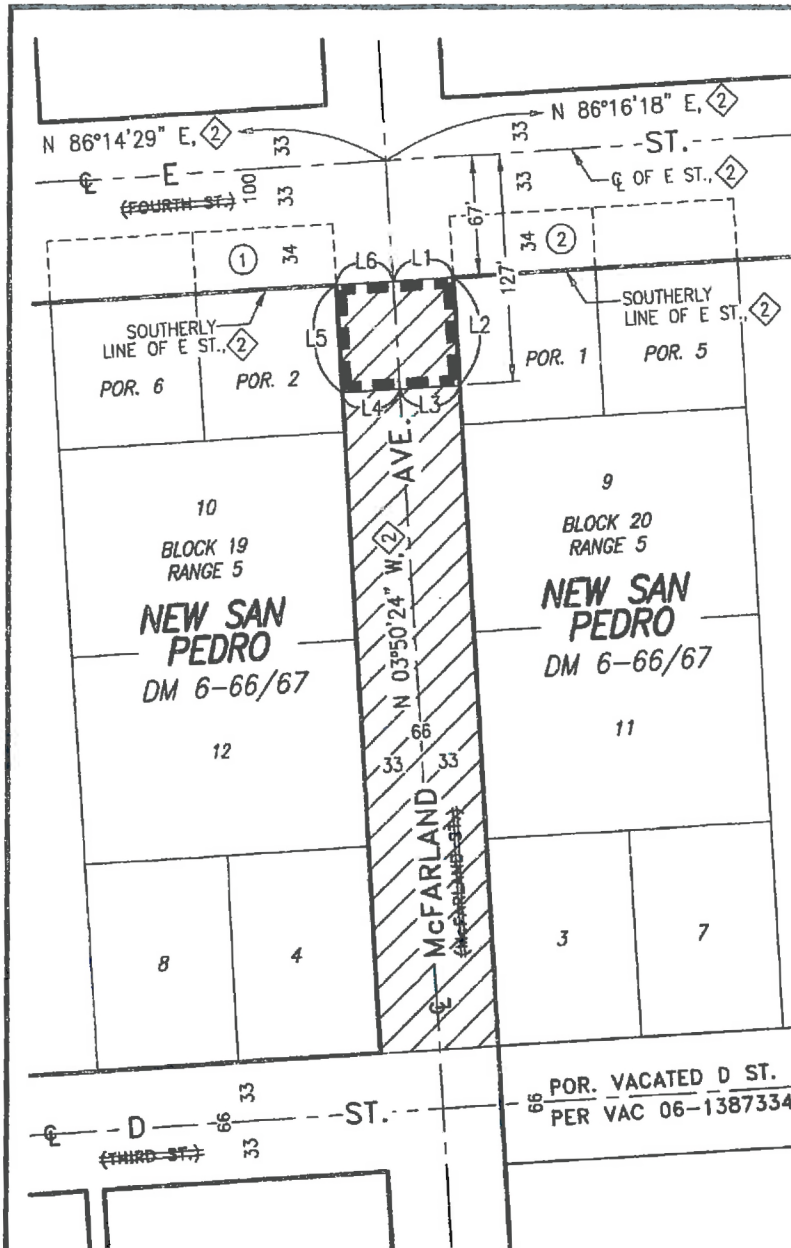 N 86°14'29" E, 2
N 86°16'18" E, 2
33
33
℄ E ST.
(FOURTH ST.)
100
33
33
℄ OF E ST., 2
67'
127'
1
34
34
2
L6
L1
L5
L2
L4
L3
SOUTHERLY
LINE OF E ST., 2
SOUTHERLY
LINE OF E ST., 2
POR. 6
POR. 2
POR. 1
POR. 5
10
BLOCK 19
RANGE 5
NEW SAN
PEDRO
DM 6-66/67
12
9
BLOCK 20
RANGE 5
NEW SAN
PEDRO
DM 6-66/67
11
N 03°50'24" W, 2
66
33
33
McFARLAND AVE.
(McFARLAND ST.)
℄
8
4
3
7
33
℄ D ST.
66
(THIRD ST.)
33
66
POR. VACATED D ST.
PER VAC 06-1387334